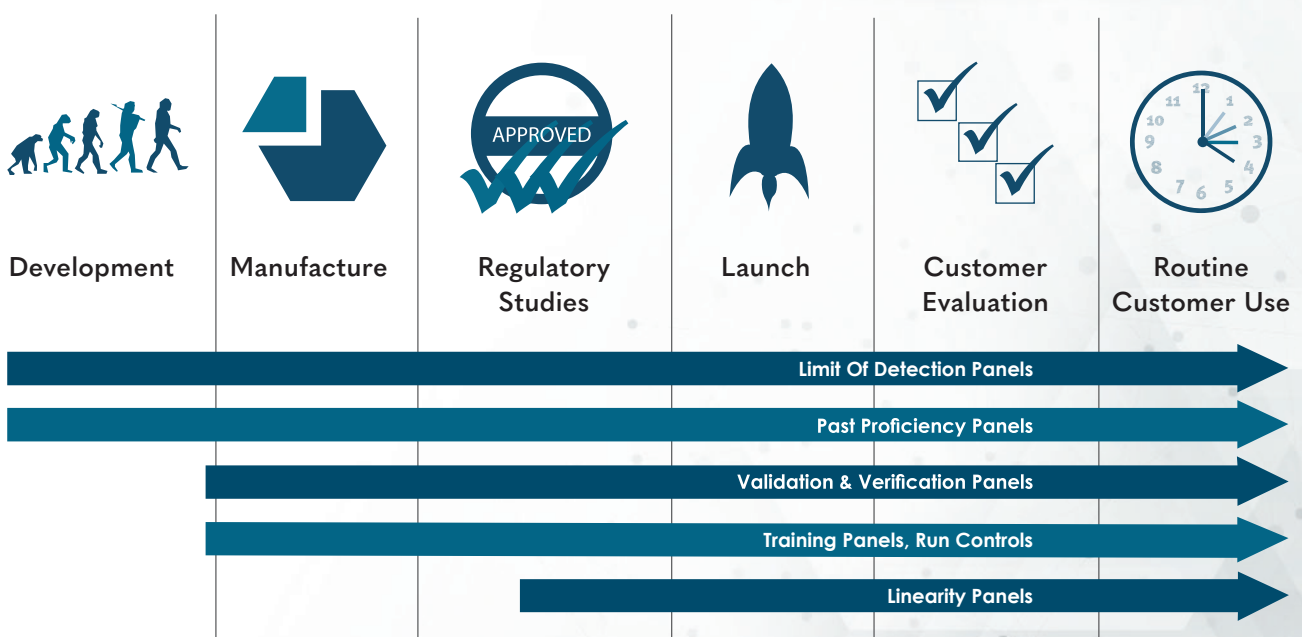 APPROVED
12
1
2
3
4
5
6
7
8
9
10
11
Development
Manufacture
Regulatory
Studies
Launch
Customer
Evaluation
Routine
Customer Use
Limit Of Detection Panels
Past Proficiency Panels
Validation & Verification Panels
Training Panels, Run Controls
Linearity Panels